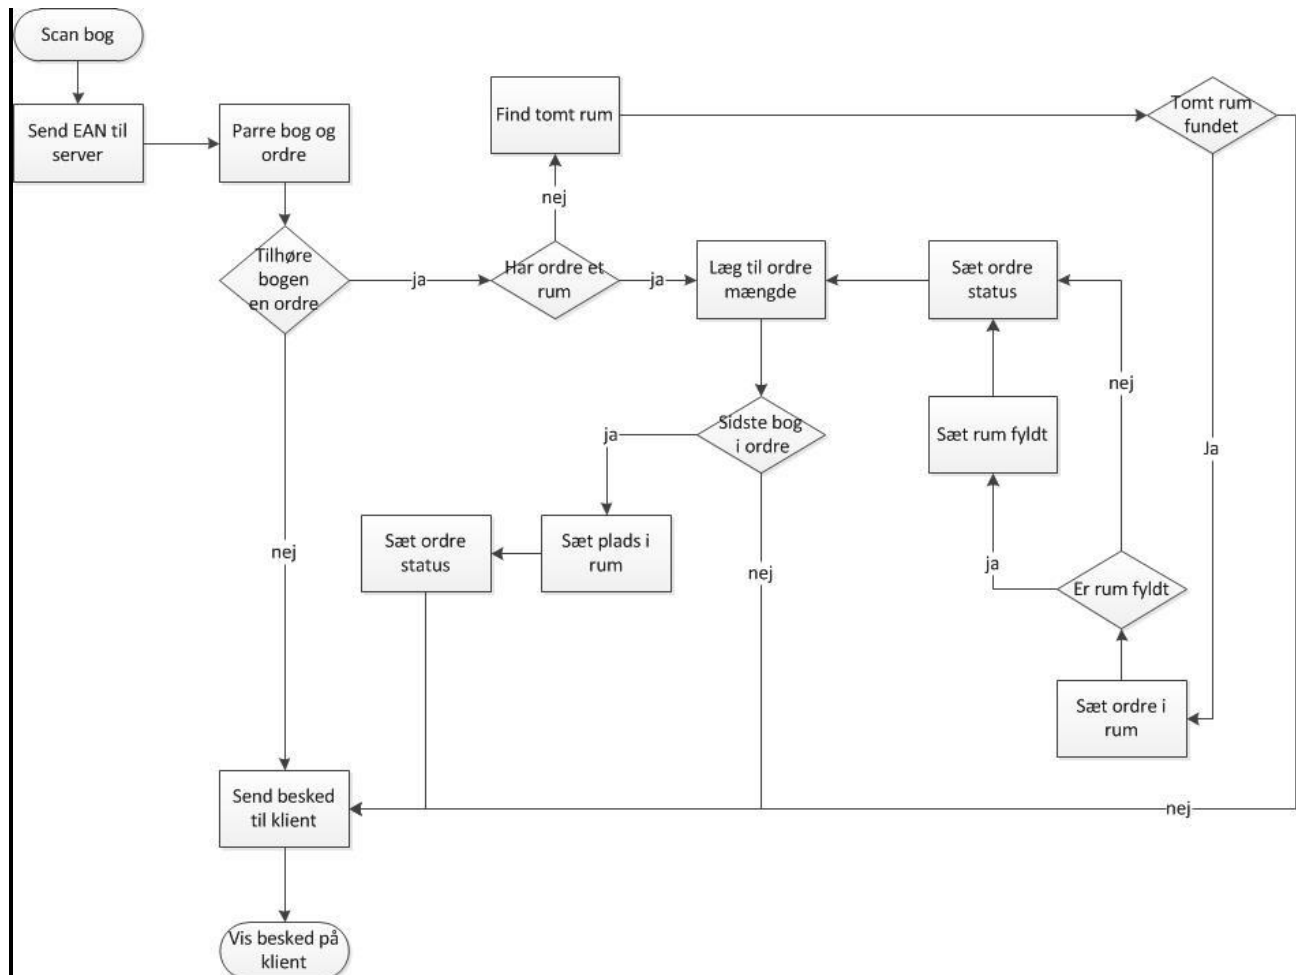 Scan bog
Send EAN til
server
Parre bog og
ordre
Find tomt rum
Tomt rum
fundet
nej
Tilhøre
bogen
en ordre
ja
Har ordre et
rum
ja
Læg til ordre
mængde
Sæt ordre
status
nej
Sæt rum fyldt
Ja
Sidste bog
i ordre
ja
Sæt ordre
status
Sæt plads i
rum
nej
nej
ja
Er rum fyldt
Sæt ordre i
rum
Send besked
til klient
nej
Vis besked på
klient